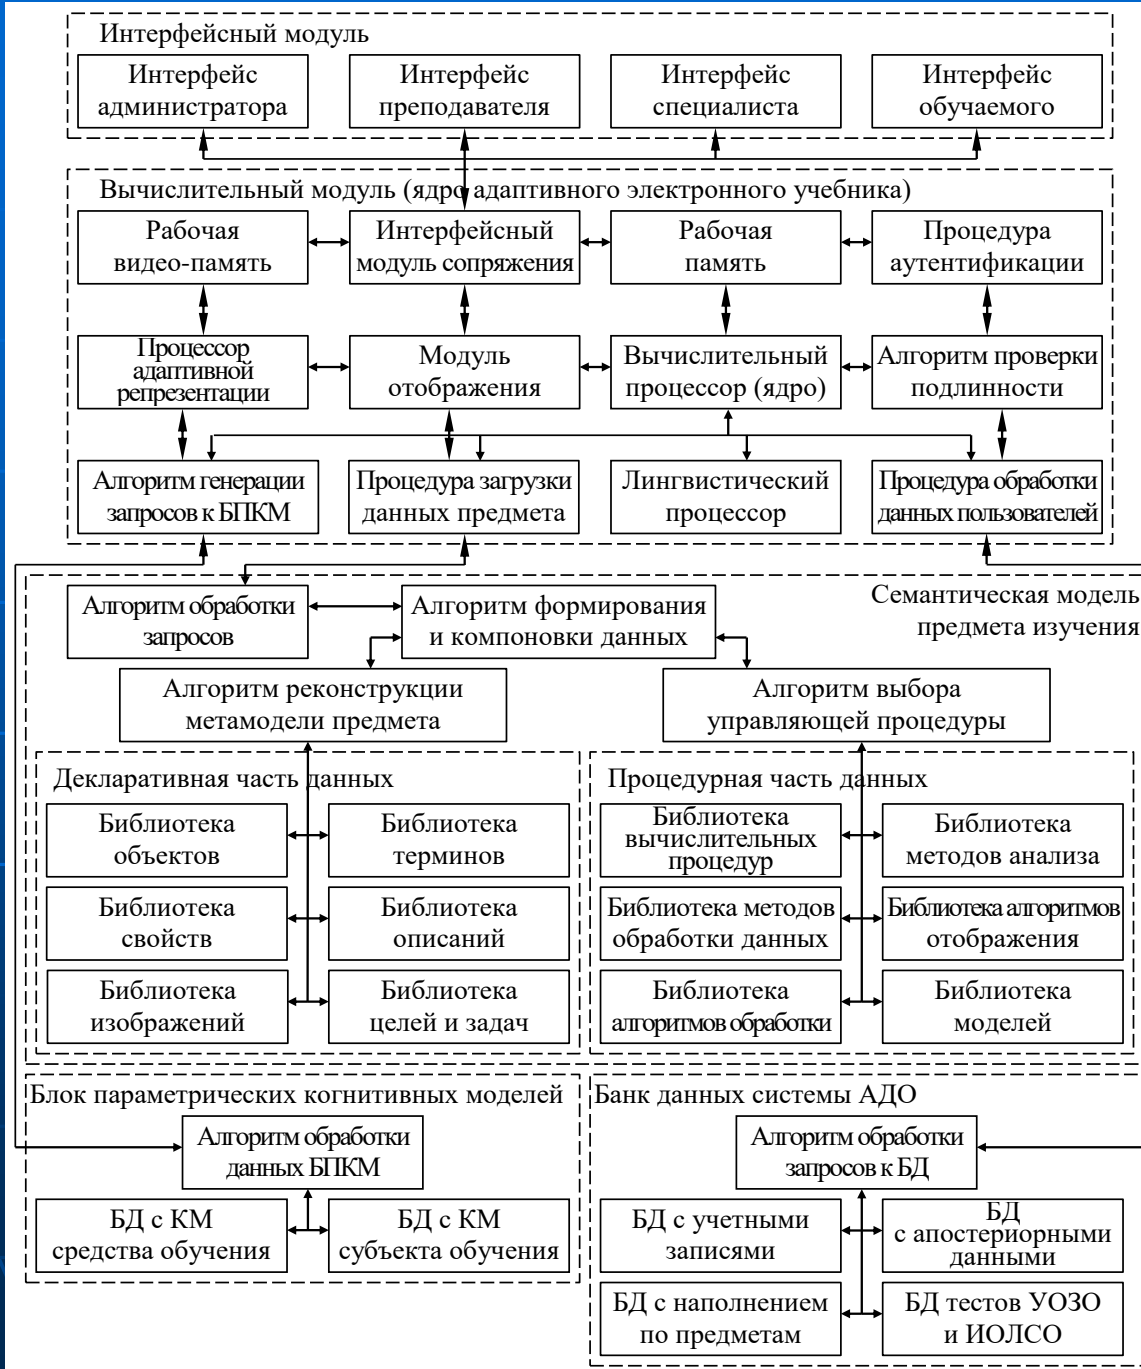 Интерфейсный модуль
Интерфейс
администратора
Интерфейс
преподавателя
Интерфейс
специалиста
Интерфейс
обучаемого
Вычислительный модуль (ядро адаптивного электронного учебника)
Рабочая
видео-память
Интерфейсный
модуль сопряжения
Рабочая
память
Процедура
аутентификации
Процессор
адаптивной
репрезентации
Модуль
отображения
Вычислительный
процессор (ядро)
Алгоритм проверки
подлинности
Алгоритм генерации
запросов к БПКМ
Процедура загрузки
данных предмета
Лингвистический
процессор
Процедура обработки
данных пользователей
Алгоритм обработки
запросов
Алгоритм формирования
и компоновки данных
Семантическая модель
предмета изучения
Алгоритм реконструкции
метамодели предмета
Алгоритм выбора
управляющей процедуры
Декларативная часть данных
Библиотека
объектов
Библиотека
терминов
Библиотека
свойств
Библиотека
описаний
Библиотека
изображений
Библиотека
целей и задач
Процедурная часть данных
Библиотека
вычислительных
процедур
Библиотека
методов анализа
Библиотека методов
обработки данных
Библиотека алгоритмов
отображения
Библиотека
алгоритмов обработки
Библиотека
моделей
Блок параметрических когнитивных моделей
Алгоритм обработки
данных БПКМ
БД с КМ
средства обучения
БД с КМ
субъекта обучения
Банк данных системы АДО
Алгоритм обработки
запросов к БД
БД с учетными
записями
БД
с апостериорными
данными
БД с наполнением
по предметам
БД тестов УОЗО
и ИОЛСО